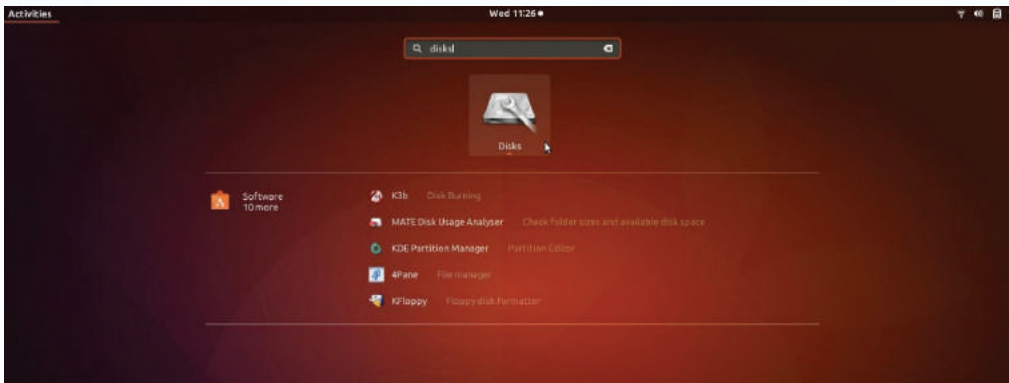 Activities
Wed 11:26
disks
Disks
Software
10 more
K3b Disk Burning
MATE Disk Usage Analyser Check folder sizes and available disk space
KDE Partition Manager Partition Editor
4Pane File manager
KFloppy Floppy disk formatter